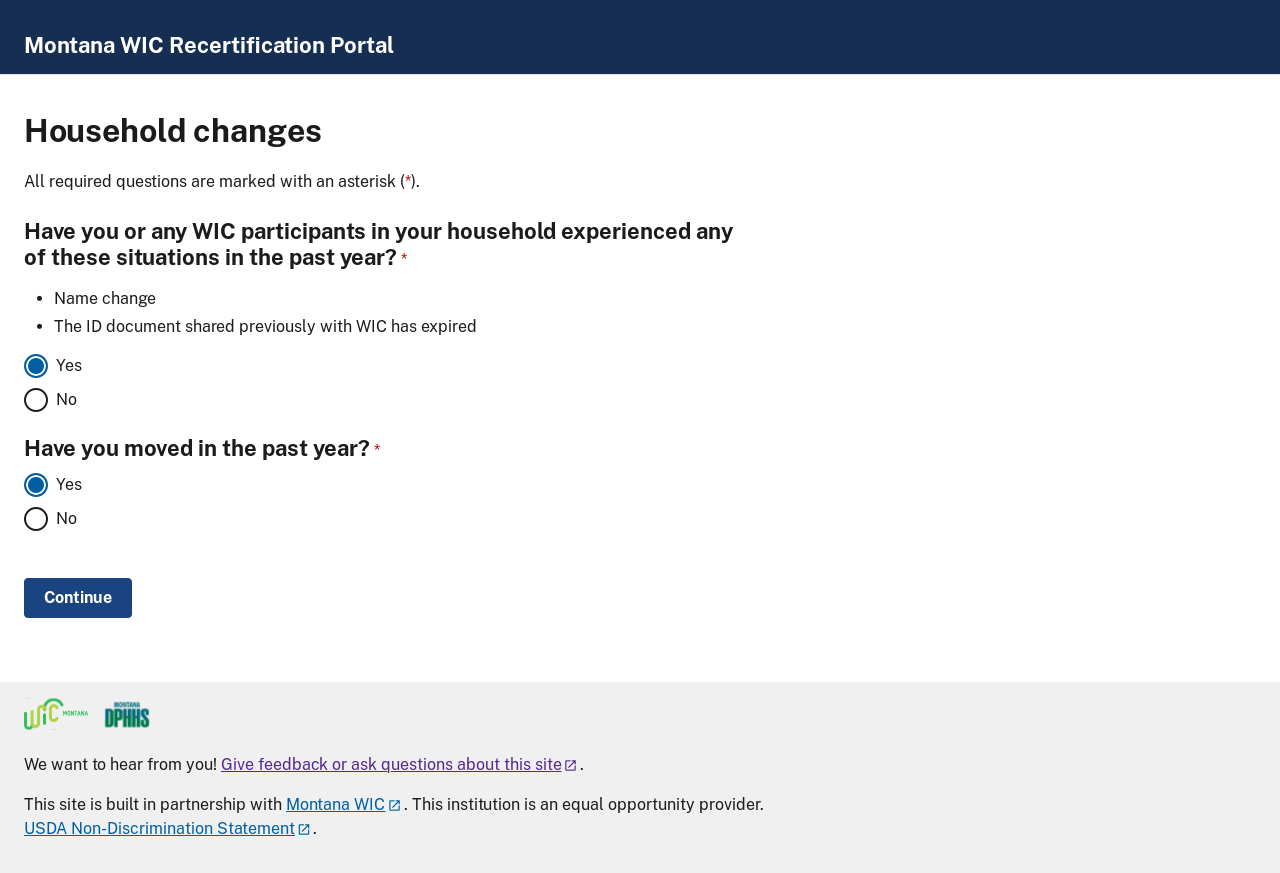 Montana WIC Recertification Portal
Household changes
All required questions are marked with an asterisk (*).
Have you or any WIC participants in your household experienced any
of these situations in the past year? *
• Name change
• The ID document shared previously with WIC has expired
Yes
No
Have you moved in the past year? *
Yes
No
Continue
WIC MONTANA
MONTANA
DPHHS
We want to hear from you! Give feedback or ask questions about this site.
This site is built in partnership with Montana WIC. This institution is an equal opportunity provider.
USDA Non-Discrimination Statement.